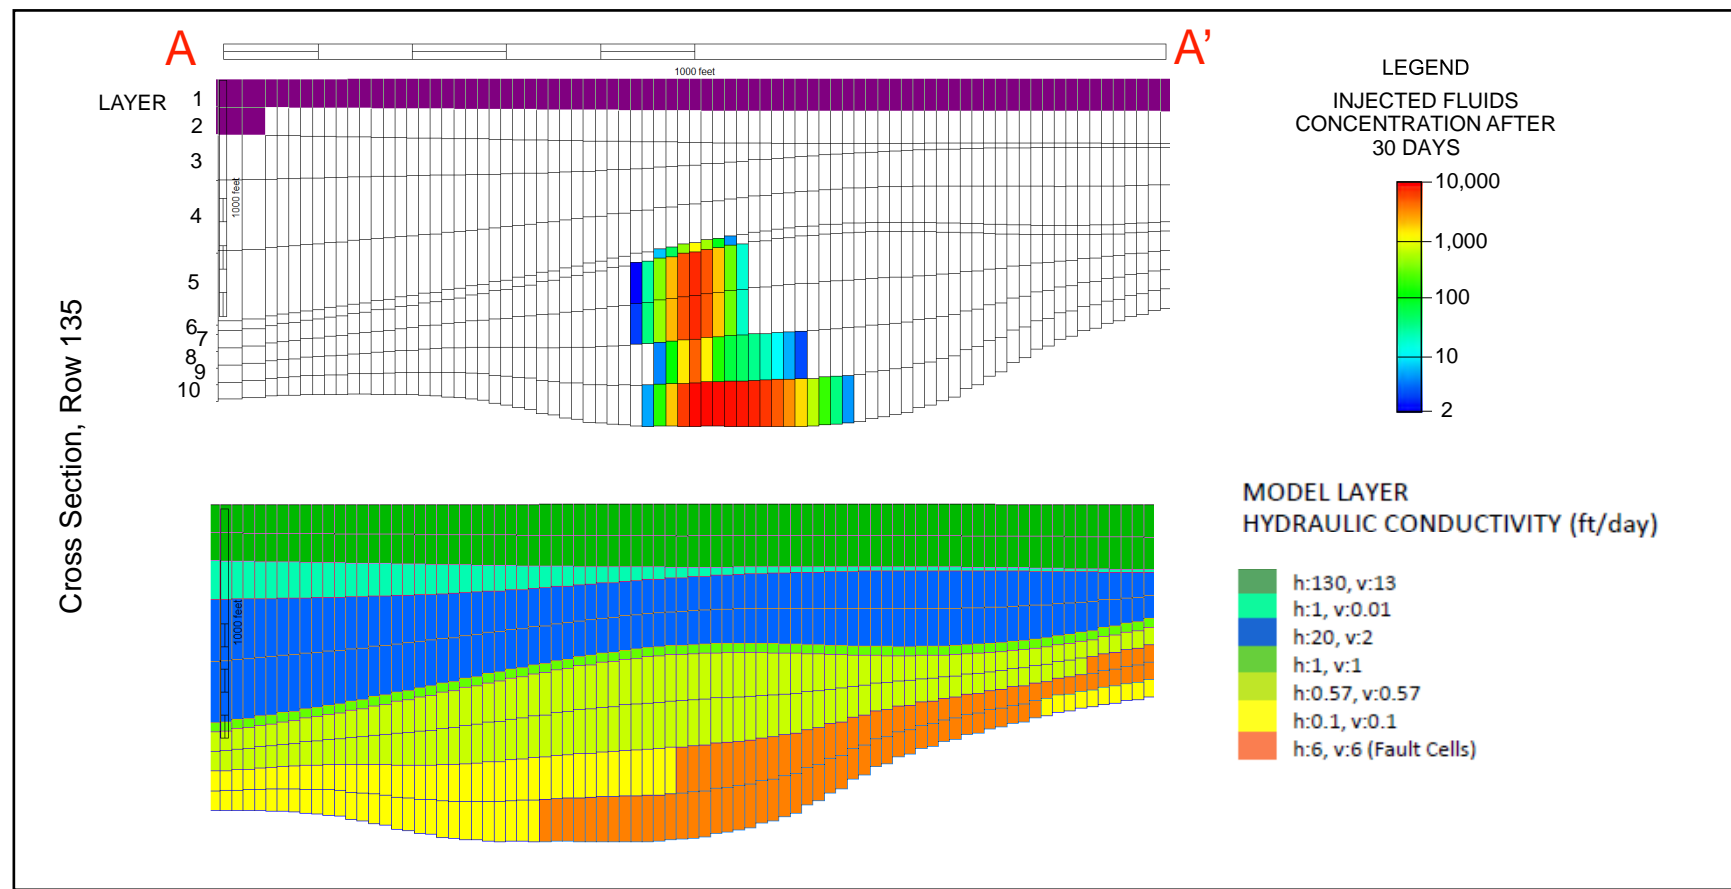 A
A’
1000 feet
LAYER
1
2
3
4
5
6
7
8
9
10
1000 feet
Cross Section, Row 135
LEGEND
INJECTED FLUIDS
CONCENTRATION AFTER
30 DAYS
10,000
1,000
100
10
2
1000 feet
MODEL LAYER
HYDRAULIC CONDUCTIVITY (ft/day)
h:130, v:13
h:1, v:0.01
h:20, v:2
h:1, v:1
h:0.57, v:0.57
h:0.1, v:0.1
h:6, v:6 (Fault Cells)